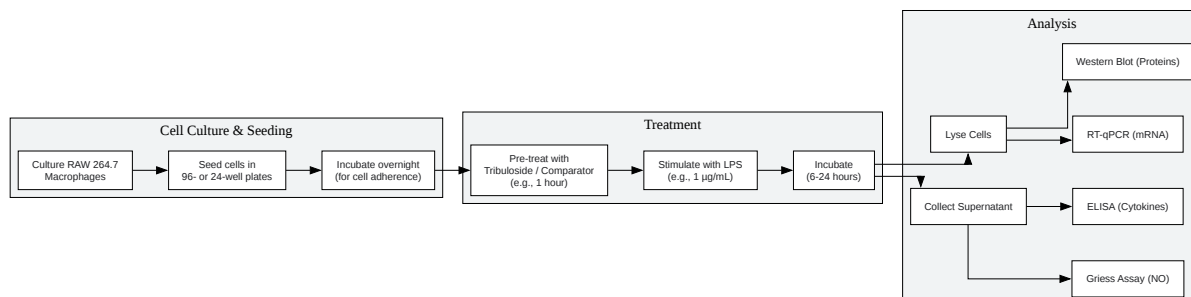 Cell Culture & Seeding
Culture RAW 264.7
Macrophages
Seed cells in
96- or 24-well plates
Incubate overnight
(for cell adherence)
Treatment
Pre-treat with
Tribuloside / Comparator
(e.g., 1 hour)
Stimulate with LPS
(e.g., 1 μg/mL)
Incubate
(6-24 hours)
Analysis
Western Blot (Proteins)
Lyse Cells
RT-qPCR (mRNA)
Collect Supernatant
ELISA (Cytokines)
Griess Assay (NO)